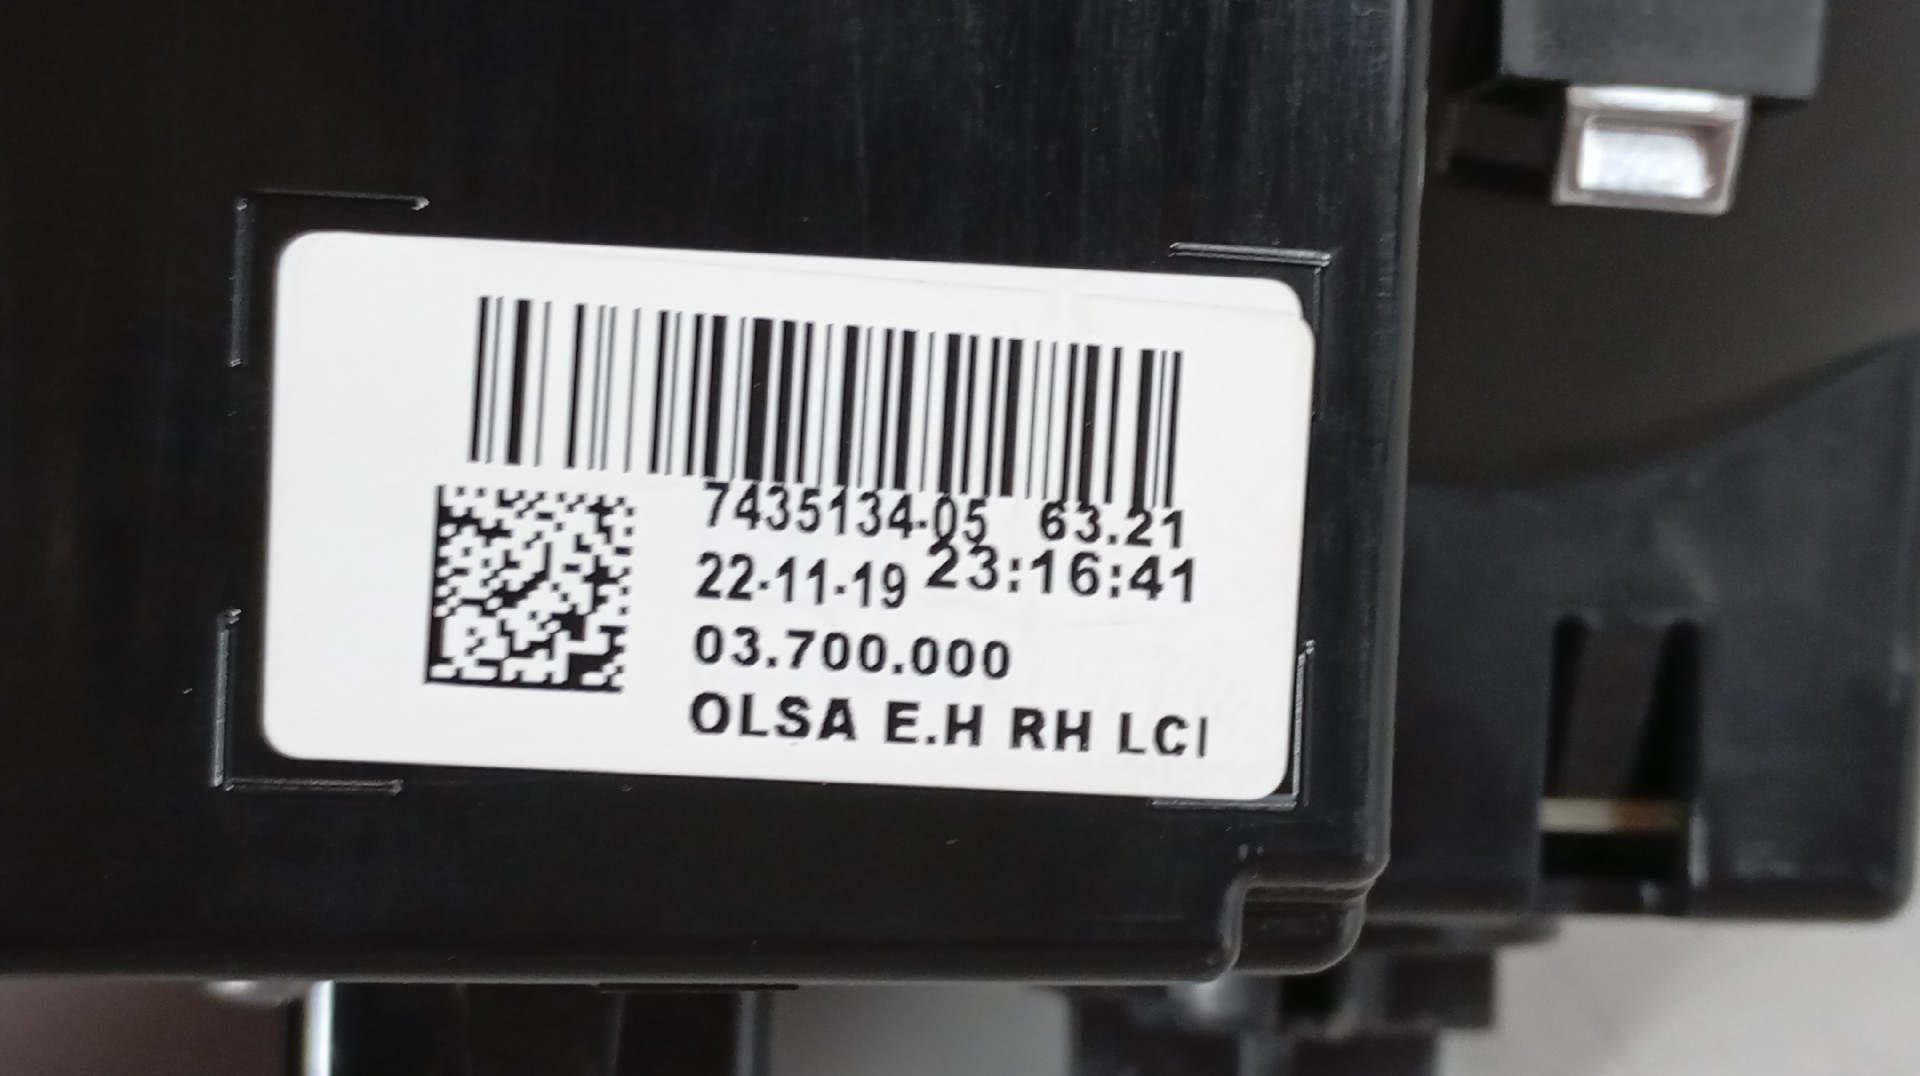 7435134-05 63.21
22-11-19 23:16:41
03.700.000
OLSA E.H RH LCI